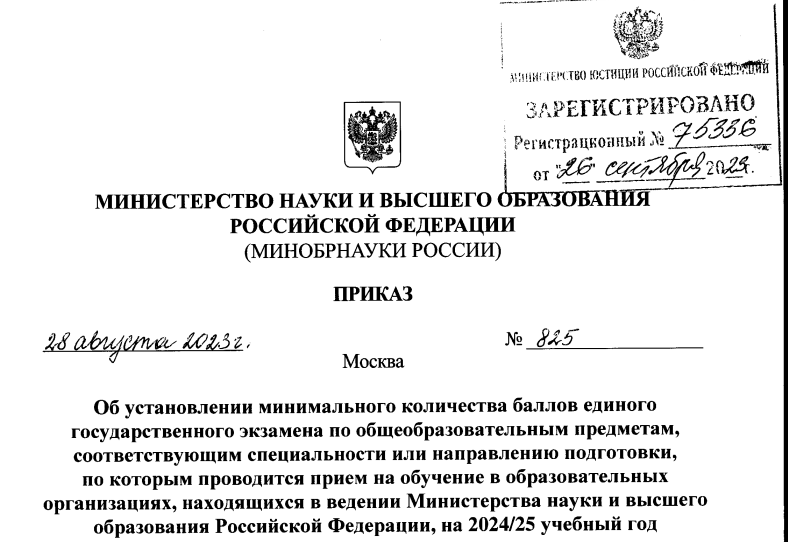 МИНИСТЕРСТВО ЮСТИЦИИ РОССИЙСКОЙ ФЕДЕРАЦИИ
ЗАРЕГИСТРИРОВАНО
Регистрационный № 75336
от "26" сентября 2023.
МИНИСТЕРСТВО НАУКИ И ВЫСШЕГО ОБРАЗОВАНИЯ
РОССИЙСКОЙ ФЕДЕРАЦИИ
(МИНОБРНАУКИ РОССИИ)
ПРИКАЗ
28 августа 2023 г.
№ 825
Москва
Об установлении минимального количества баллов единого
государственного экзамена по общеобразовательным предметам,
соответствующим специальности или направлению подготовки,
по которым проводится прием на обучение в образовательных
организациях, находящихся в ведении Министерства науки и высшего
образования Российской Федерации, на 2024/25 учебный год